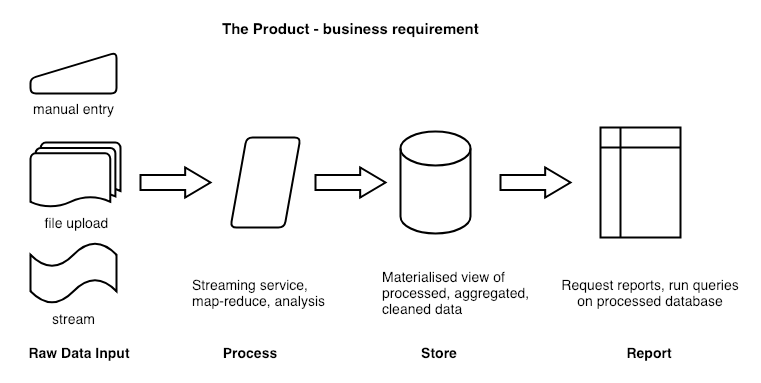 The Product - business requirement
manual entry
file upload
stream
Streaming service,
map-reduce, analysis
Materialised view of
processed, aggregated,
cleaned data
Request reports, run queries
on processed database
Raw Data Input
Process
Store
Report